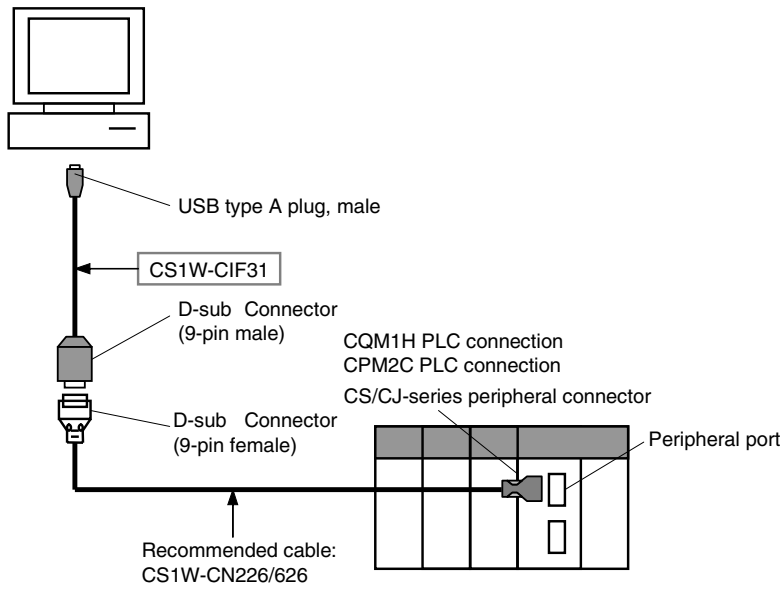 USB type A plug, male
CS1W-CIF31
D-sub Connector
(9-pin male)
CQM1H PLC connection
CPM2C PLC connection
CS/CJ-series peripheral connector
D-sub Connector
(9-pin female)
Peripheral port
Recommended cable:
CS1W-CN226/626